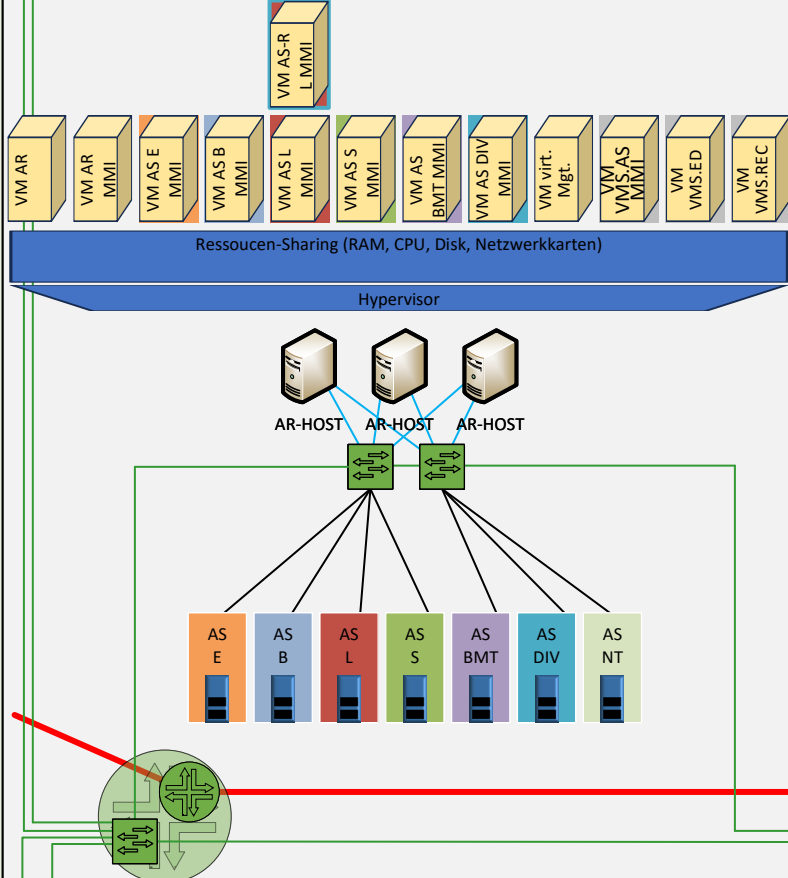 VM AS-R
L MMI
VM AR
VM AR
MMI
VM AS E
MMI
VM AS B
MMI
VM AS L
MMI
VM AS S
MMI
VM AS
BMT MMI
VM AS DIV
MMI
VM virt.
Mgt.
VM
VMS.AS
MMI
VM
VMS.ED
VM
VMS.REC
Ressoucen-Sharing (RAM, CPU, Disk, Netzwerkkarten)
Hypervisor
AR-HOST AR-HOST AR-HOST
AS
E
AS
B
AS
L
AS
S
AS
BMT
AS
DIV
AS
NT